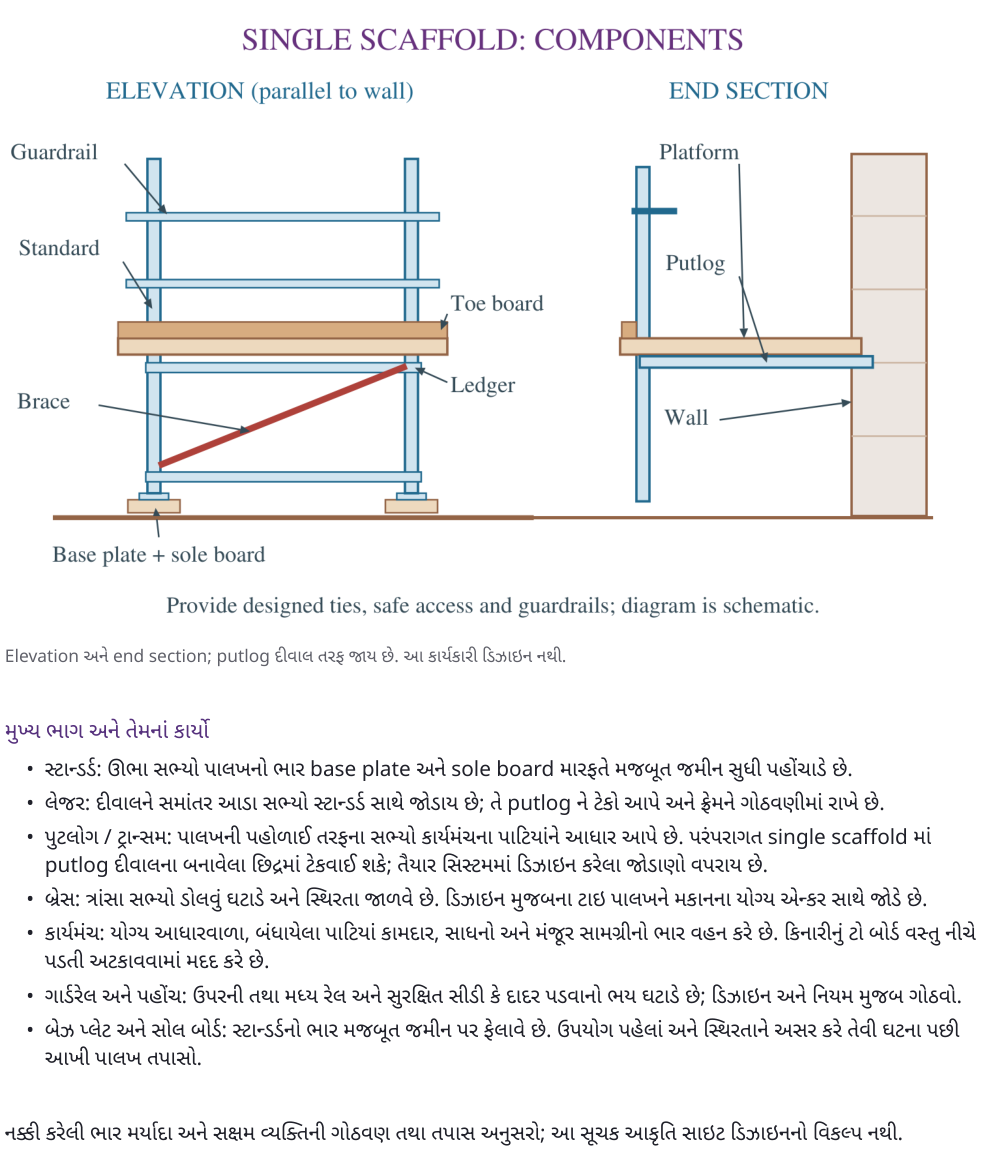 SINGLE SCAFFOLD: COMPONENTS
ELEVATION (parallel to wall)
END SECTION
Guardrail
Platform
Standard
Putlog
Toe board
Ledger
Brace
Wall
Base plate + sole board
Provide designed ties, safe access and guardrails; diagram is schematic.
Elevation અને end section; putlog દીવાલ તરફ જાય છે. આ કાર્યકારી ડિઝાઇન નથી.
મુખ્ય ભાગ અને તેમનાં કાર્યો
• સ્ટાન્ડર્ડ: ઊભા સભ્યો પાલખનો ભાર base plate અને sole board મારફતે મજબૂત જમીન સુધી પહોંચાડે છે.
• લેજર: દીવાલને સમાંતર આડા સભ્યો સ્ટાન્ડર્ડ સાથે જોડાય છે; તે putlog ને ટેકો આપે અને ફ્રેમને ગોઠવણીમાં રાખે છે.
• પુટલોગ / ટ્રાન્સમ: પાલખની પહોળાઈ તરફના સભ્યો કાર્યમંચના પાટિયાંને આધાર આપે છે. પરંપરાગત single scaffold માં
putlog દીવાલના બનાવેલા છિદ્રમાં ટેકવાઈ શકે; તૈયાર સિસ્ટમમાં ડિઝાઇન કરેલા જોડાણો વપરાય છે.
• બ્રેસ: ત્રાંસા સભ્યો ડોલવું ઘટાડે અને સ્થિરતા જાળવે છે. ડિઝાઇન મુજબના ટાઇ પાલખને મકાનના યોગ્ય એન્કર સાથે જોડે છે.
• કાર્યમંચ: યોગ્ય આધારવાળા, બંધાયેલા પાટિયાં કામદાર, સાધનો અને મંજૂર સામગ્રીનો ભાર વહન કરે છે. કિનારીનું ટો બોર્ડ વસ્તુ નીચે
પડતી અટકાવવામાં મદદ કરે છે.
• ગાર્ડરેલ અને પહોંચ: ઉપરની તથા મધ્ય રેલ અને સુરક્ષિત સીડી કે દાદર પડવાનો ભય ઘટાડે છે; ડિઝાઇન અને નિયમ મુજબ ગોઠવો.
• બેઝ પ્લેટ અને સોલ બોર્ડ: સ્ટાન્ડર્ડનો ભાર મજબૂત જમીન પર ફેલાવે છે. ઉપયોગ પહેલાં અને સ્થિરતાને અસર કરે તેવી ઘટના પછી
આખી પાલખ તપાસો.
નક્કી કરેલી ભાર મર્યાદા અને સક્ષમ વ્યક્તિની ગોઠવણ તથા તપાસ અનુસરો; આ સૂચક આકૃતિ સાઇટ ડિઝાઇનનો વિકલ્પ નથી.